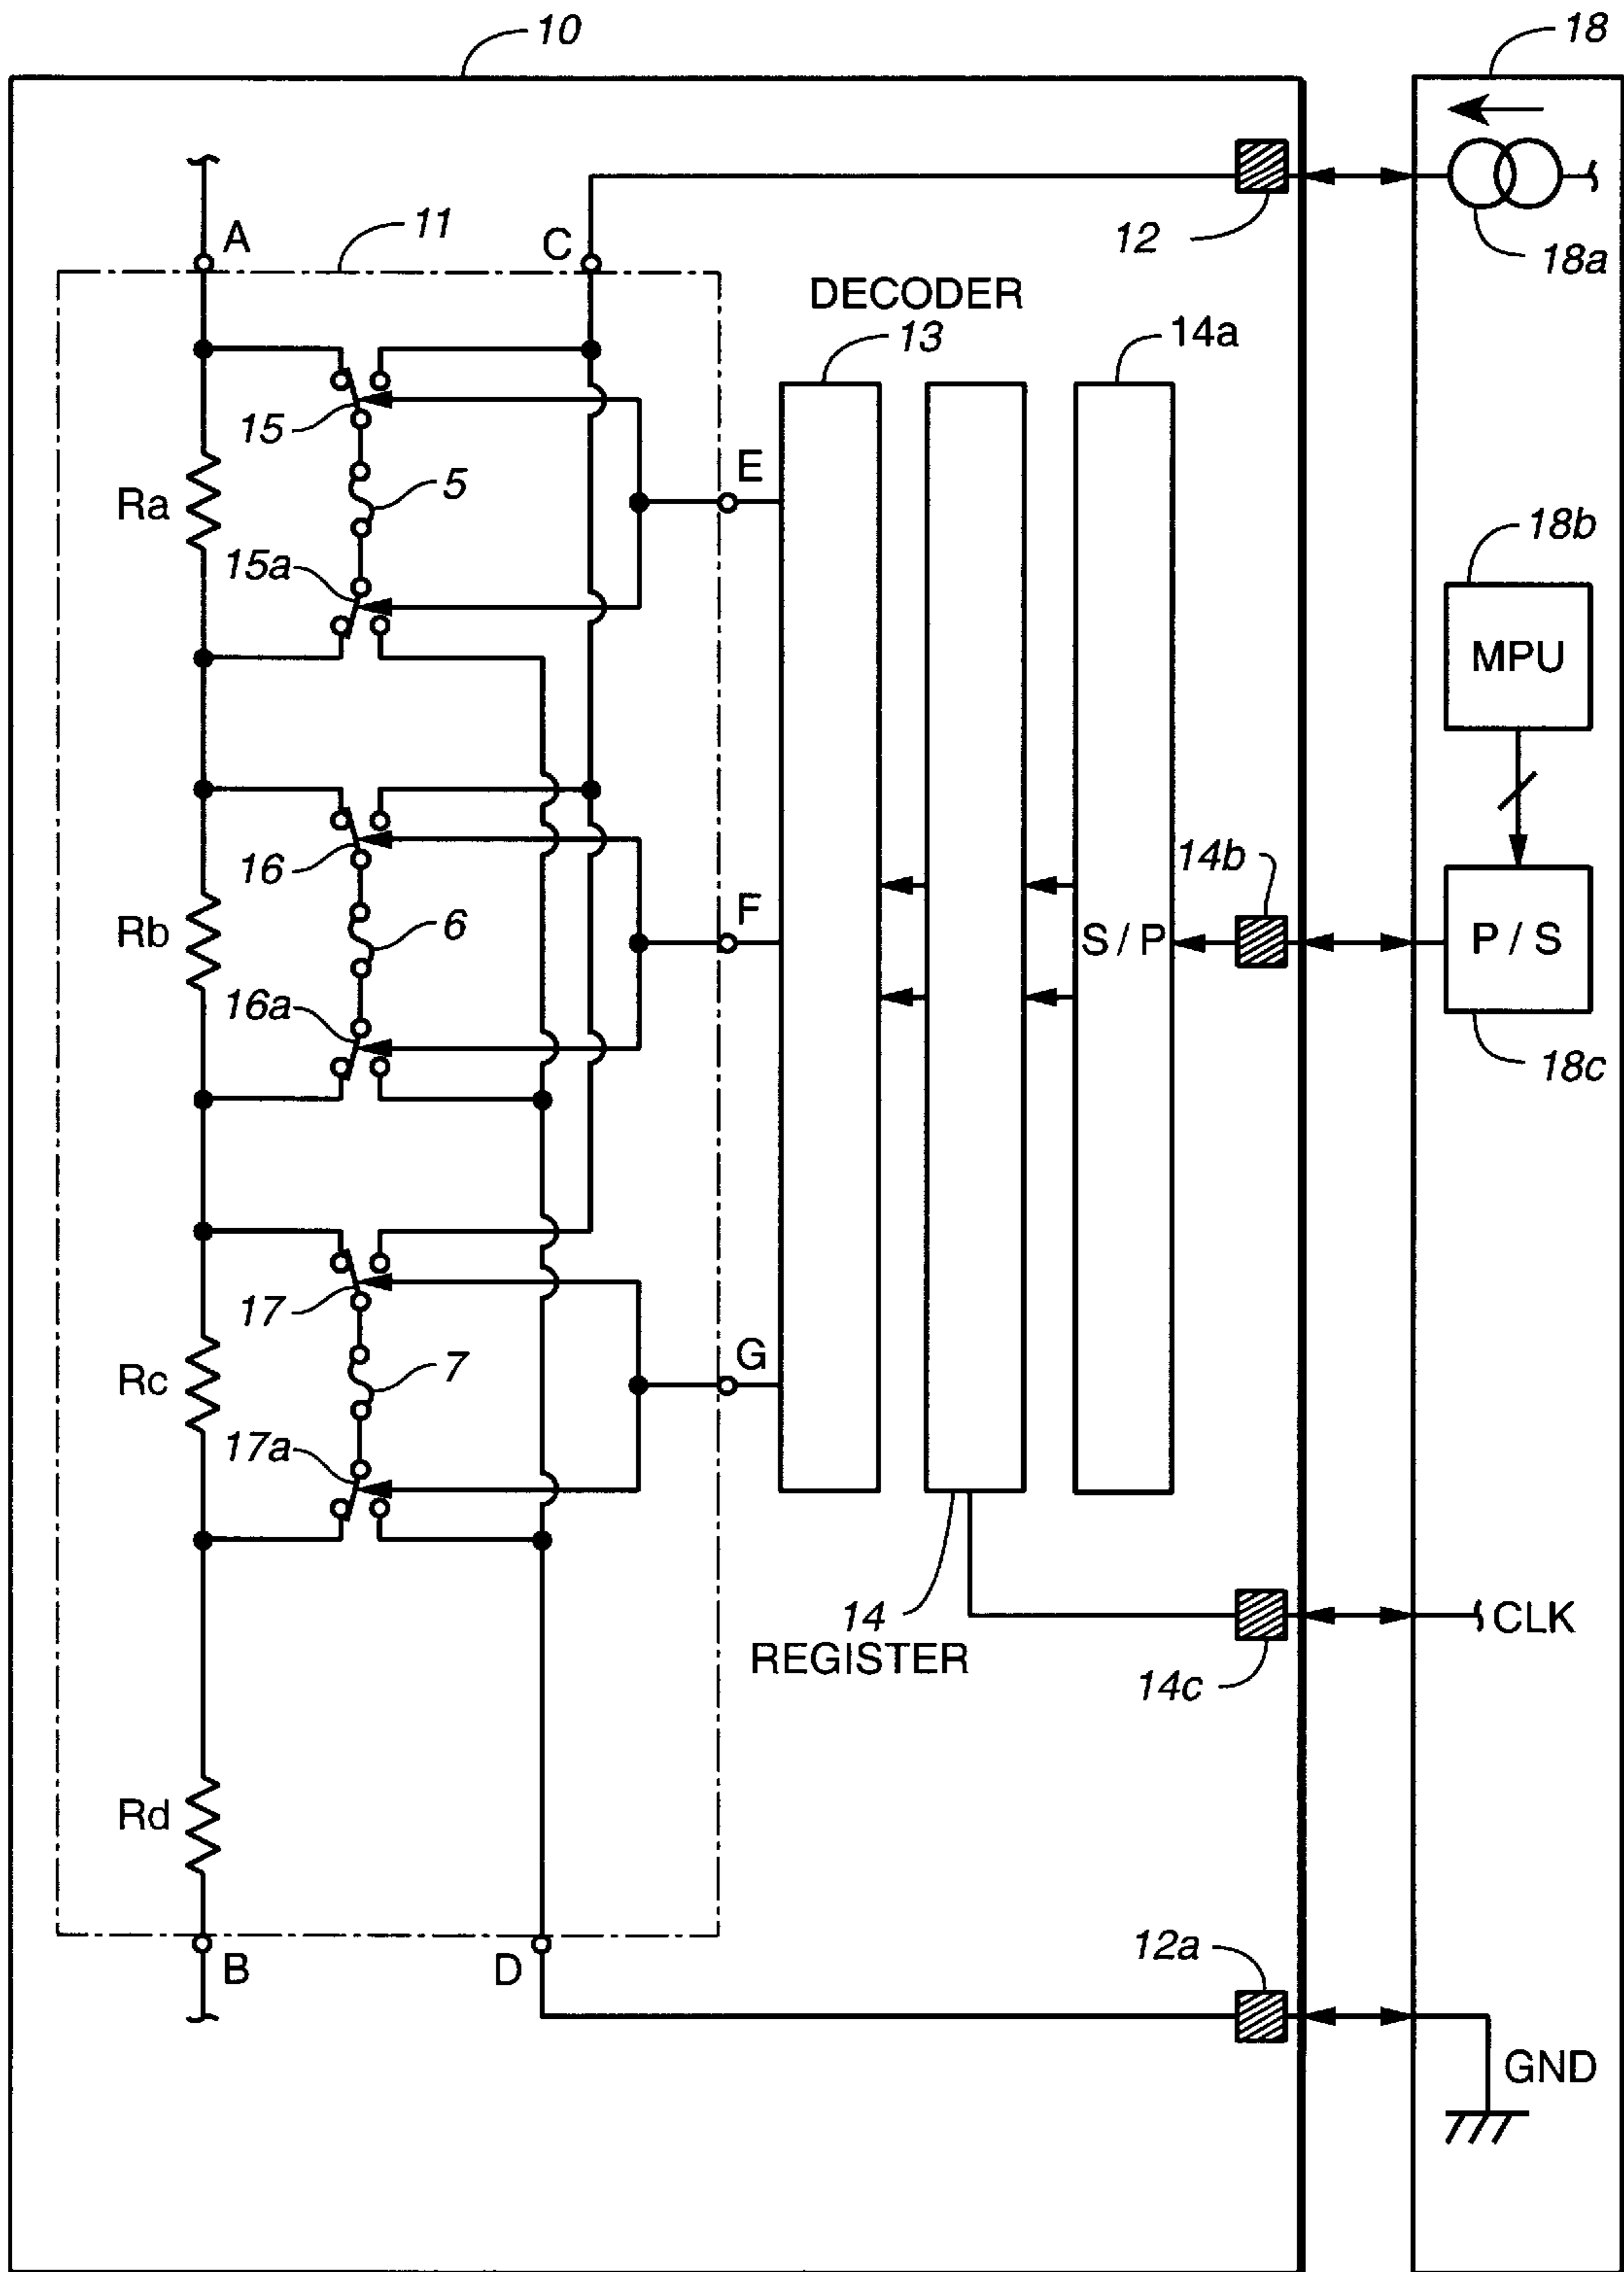 10
18
A
11
C
12
18a
DECODER
13
14a
15
E
Ra
5
18b
15a
MPU
16
14b
F
Rb
6
S / P
P / S
16a
18c
17
G
Rc
7
17a
14
CLK
REGISTER
14c
Rd
12a
B
D
GND